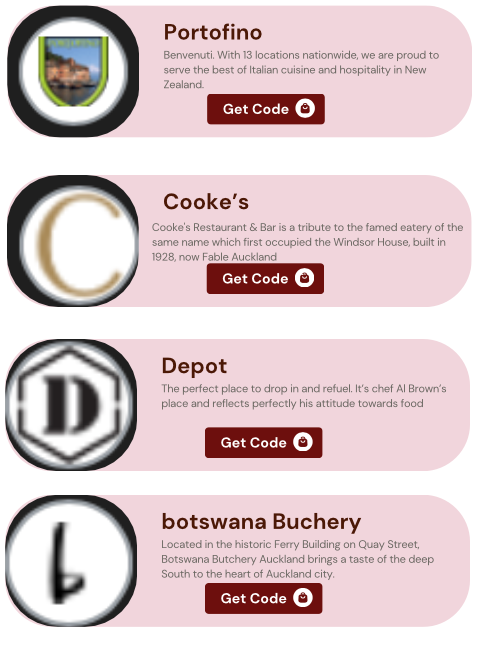 Portofino
Benvenuti. With 13 locations nationwide, we are proud to
serve the best of Italian cuisine and hospitality in New
Zealand.
Get Code
C
Cooke's
Cooke's Restaurant & Bar is a tribute to the famed eatery of the
same name which first occupied the Windsor House, built in
1928, now Fable Auckland
Get Code
D
Depot
The perfect place to drop in and refuel. It's chef Al Brown's
place and reflects perfectly his attitude towards food
Get Code
b
botswana Buchery
Located in the historic Ferry Building on Quay Street,
Botswana Butchery Auckland brings a taste of the deep
South to the heart of Auckland city.
Get Code